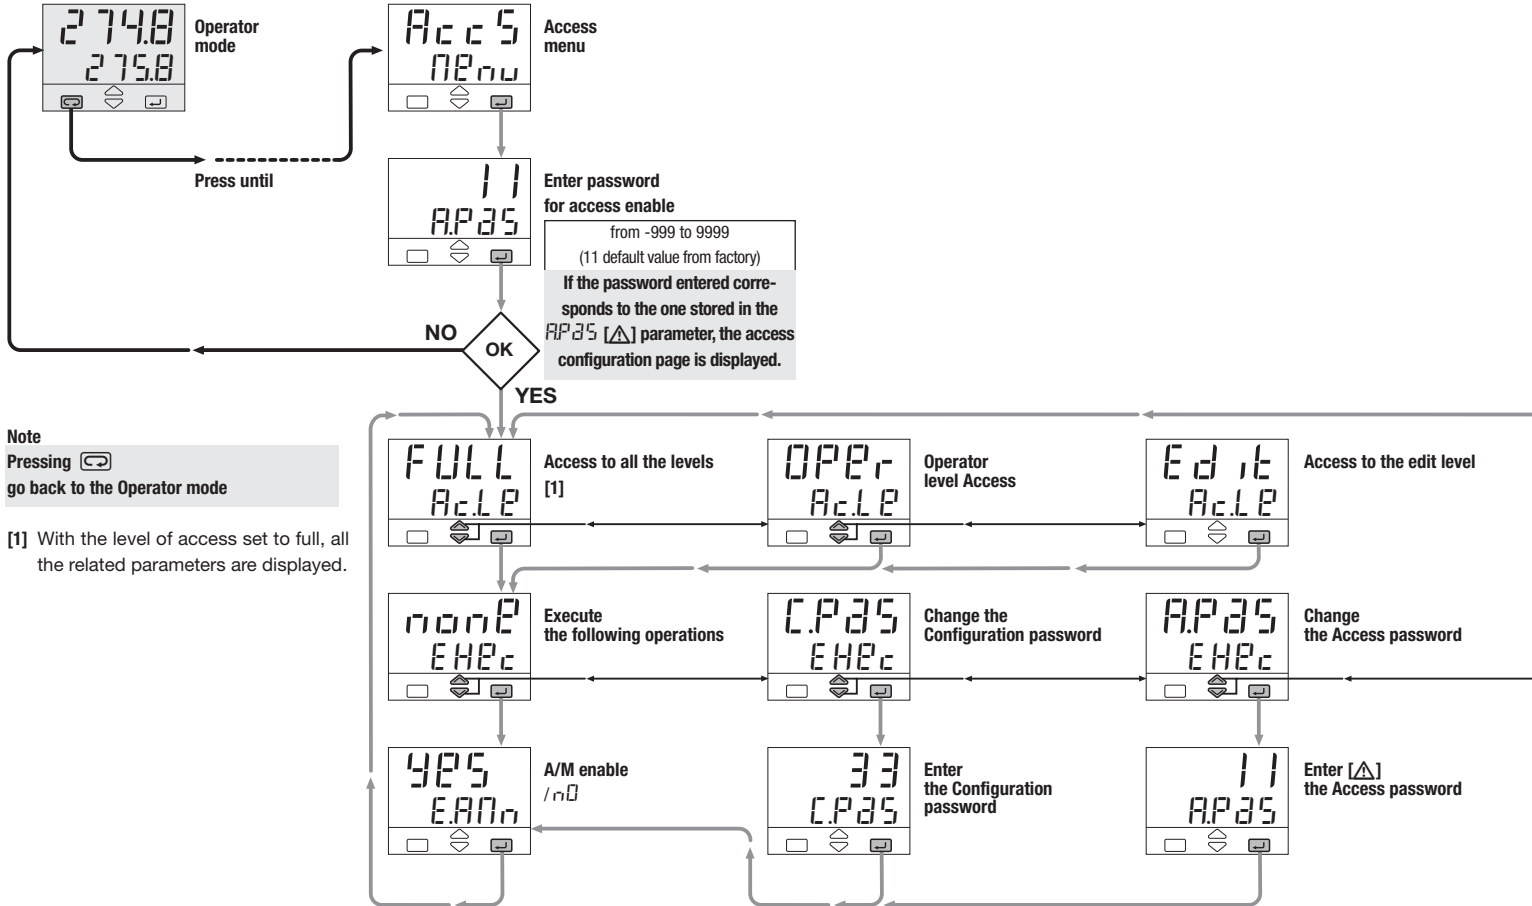 274.8
275.8
Operator
mode
AccS
Menu
Access
menu
Press until
11
A.PaS
Enter password
for access enable
from -999 to 9999
(11 default value from factory)
If the password entered corre-
sponds to the one stored in the
A.PaS [⚠] parameter, the access
configuration page is displayed.
NO
OK
YES
Note
Pressing
go back to the Operator mode
[1] With the level of access set to full, all
the related parameters are displayed.
FULL
Ac.Le
Access to all the levels
[1]
OPer
Ac.Le
Operator
level Access
Edit
Ac.Le
Access to the edit level
none
EHec
Execute
the following operations
C.PaS
EHec
Change the
Configuration password
A.PaS
EHec
Change
the Access password
yes
E.AMn
A/M enable
/ no
33
C.PaS
Enter
the Configuration
password
11
A.PaS
Enter [⚠]
the Access password